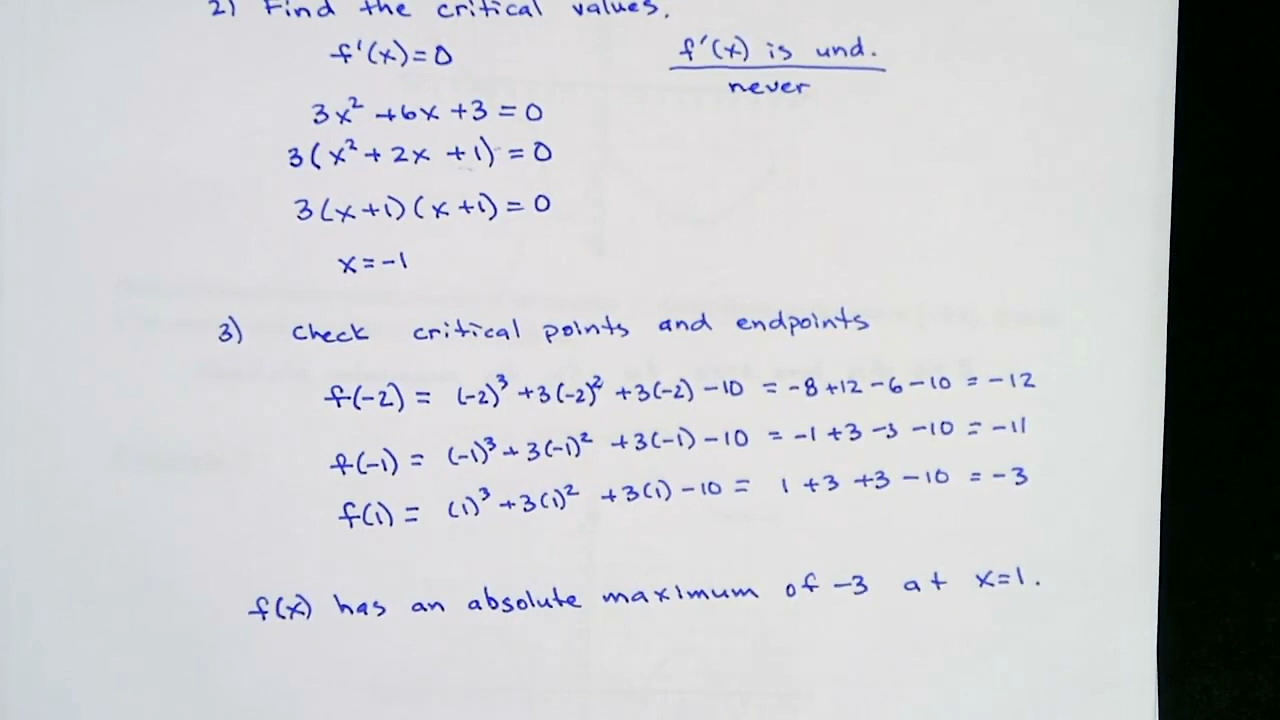 2) Find the critical values.
f'(x)=0
f'(x) is und.
never
3x² +6x +3 = 0
3(x² + 2x +1) = 0
3(x+1)(x+1) = 0
x = -1
3) check critical points and endpoints
f(-2) = (-2)³ +3(-2)² +3(-2) -10 = -8 +12 -6 -10 = -12
f(-1) = (-1)³ + 3(-1)² +3(-1) -10 = -1 +3 -3 -10 = -11
f(1) = (1)³ +3(1)² +3(1) -10 = 1 +3 +3 -10 = -3
f(x) has an absolute maximum of -3 at x=1.